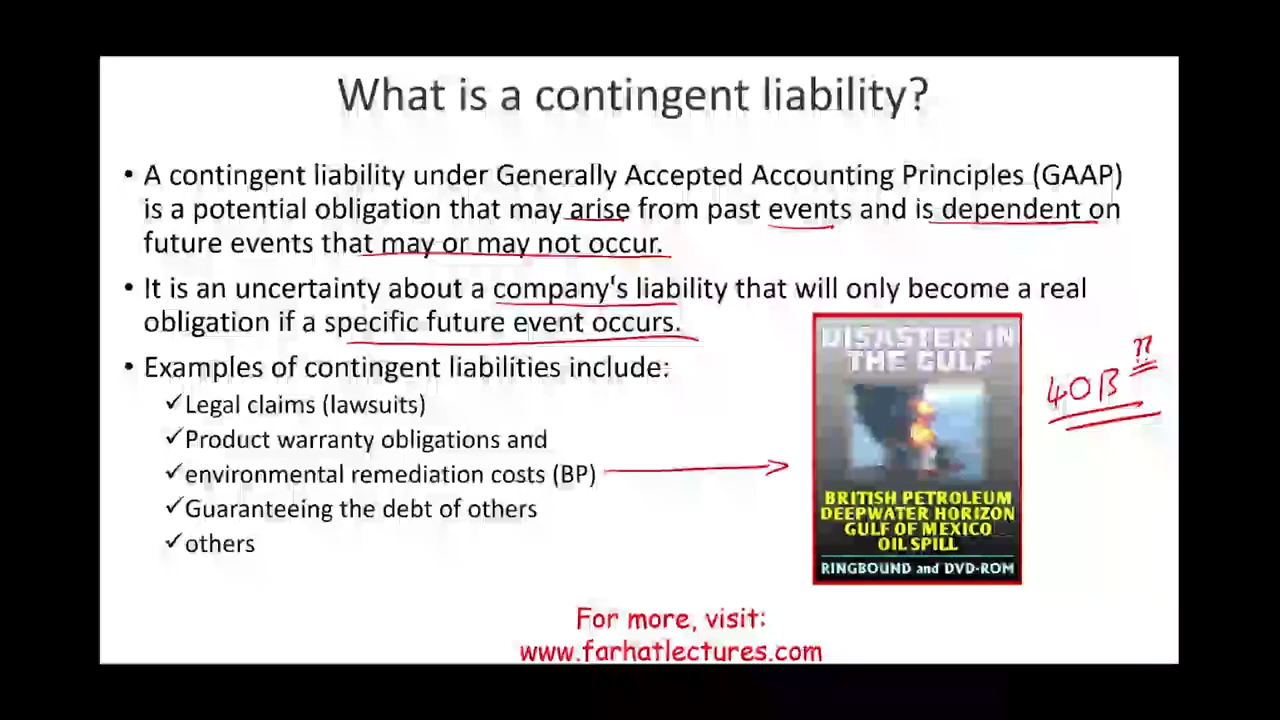 What is a contingent liability?
• A contingent liability under Generally Accepted Accounting Principles (GAAP)
is a potential obligation that may arise from past events and is dependent on
future events that may or may not occur.
• It is an uncertainty about a company's liability that will only become a real
obligation if a specific future event occurs.
• Examples of contingent liabilities include:
✓Legal claims (lawsuits)
✓Product warranty obligations and
✓environmental remediation costs (BP)
✓Guaranteeing the debt of others
✓others
DISASTER IN
THE GULF
BRITISH PETROLEUM
DEEPWATER HORIZON
GULF OF MEXICO
OIL SPILL
RINGBOUND and DVD-ROM
40B ??
For more, visit:
www.farhatlectures.com